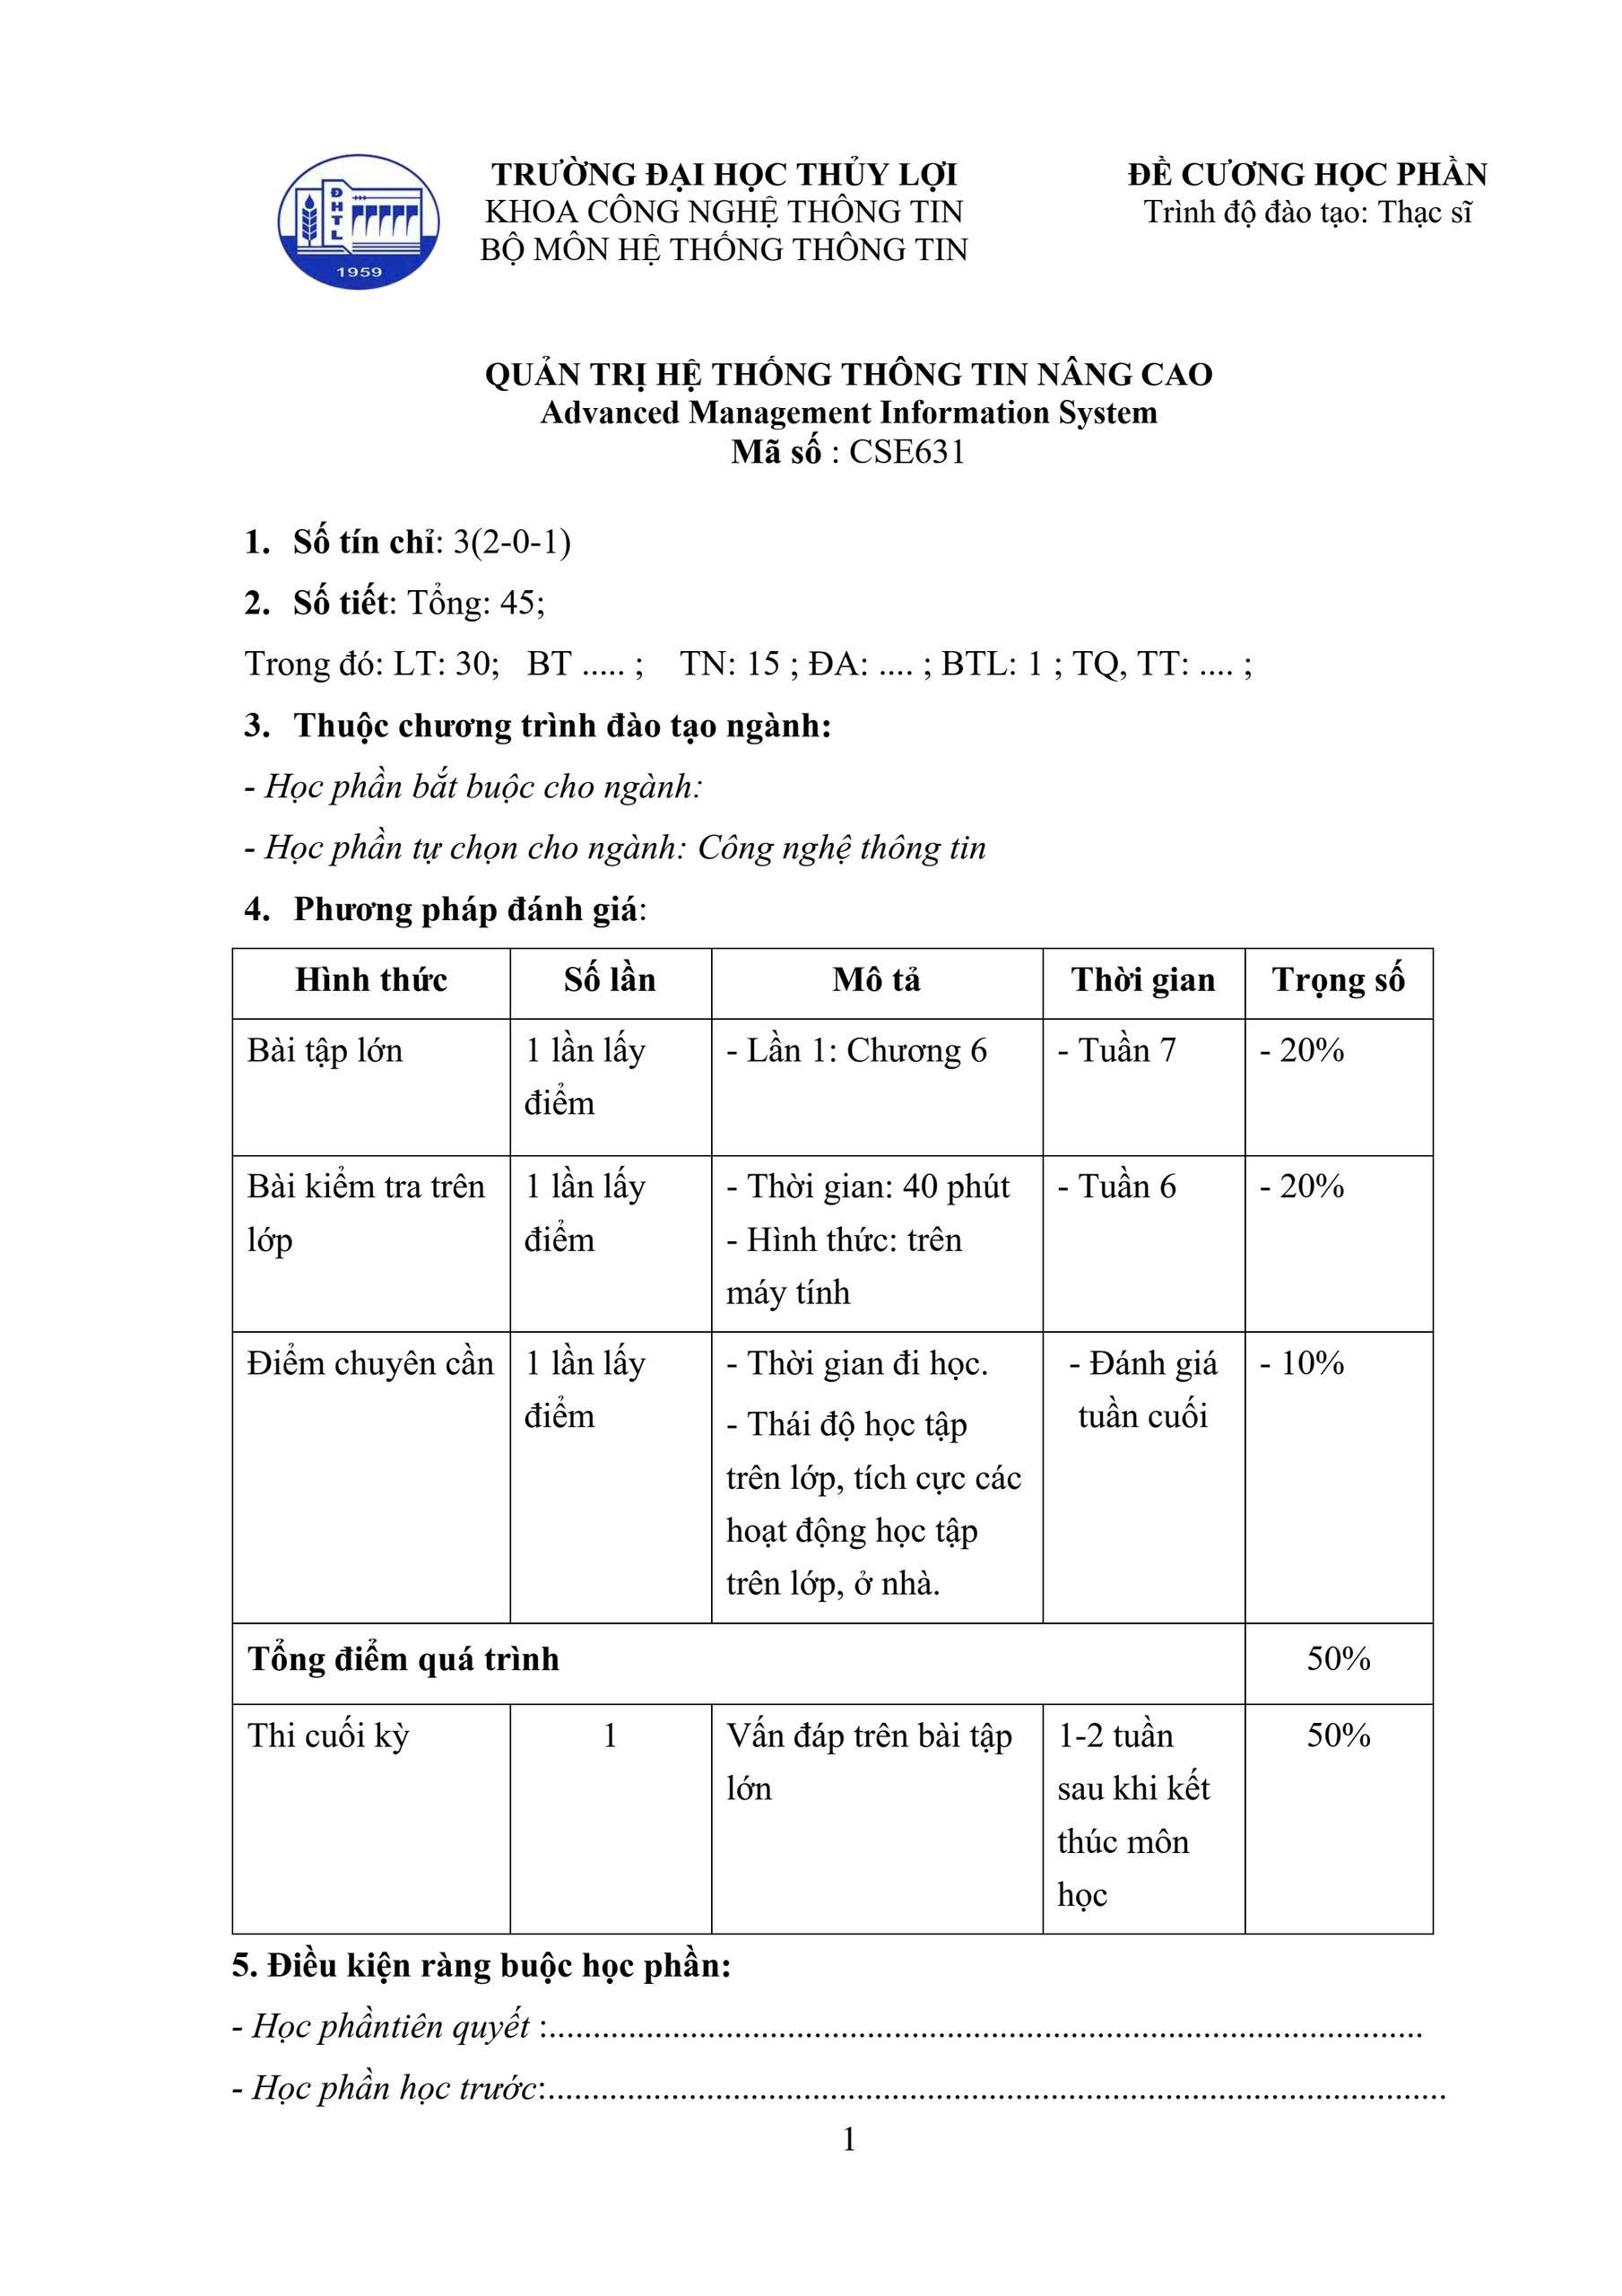 ĐHTL
1959
TRƯỜNG ĐẠI HỌC THỦY LỢI
KHOA CÔNG NGHỆ THÔNG TIN
BỘ MÔN HỆ THỐNG THÔNG TIN
ĐỀ CƯƠNG HỌC PHẦN
Trình độ đào tạo: Thạc sĩ
QUẢN TRỊ HỆ THỐNG THÔNG TIN NÂNG CAO
Advanced Management Information System
Mã số : CSE631
1. Số tín chỉ: 3(2-0-1)
2. Số tiết: Tổng: 45;
Trong đó: LT: 30; BT ..... ; TN: 15 ; ĐA: .... ; BTL: 1 ; TQ, TT: .... ;
3. Thuộc chương trình đào tạo ngành:
- Học phần bắt buộc cho ngành:
- Học phần tự chọn cho ngành: Công nghệ thông tin
4. Phương pháp đánh giá:
Hình thức Số lần Mô tả Thời gian Trọng số
Bài tập lớn
1 lần lấy
điểm
- Lần 1: Chương 6
- Tuần 7
- 20%
Bài kiểm tra trên
lớp
1 lần lấy
điểm
- Thời gian: 40 phút
- Hình thức: trên
máy tính
- Tuần 6
- 20%
Điểm chuyên cần
1 lần lấy
điểm
- Thời gian đi học.
- Thái độ học tập
trên lớp, tích cực các
hoạt động học tập
trên lớp, ở nhà.
- Đánh giá
tuần cuối
- 10%
Tổng điểm quá trình 50%
Thi cuối kỳ
1
Vấn đáp trên bài tập
lớn
1-2 tuần
sau khi kết
thúc môn
học
50%
5. Điều kiện ràng buộc học phần:
- Học phầntiên quyết :...................................................................................................
- Học phần học trước:.....................................................................................................
1